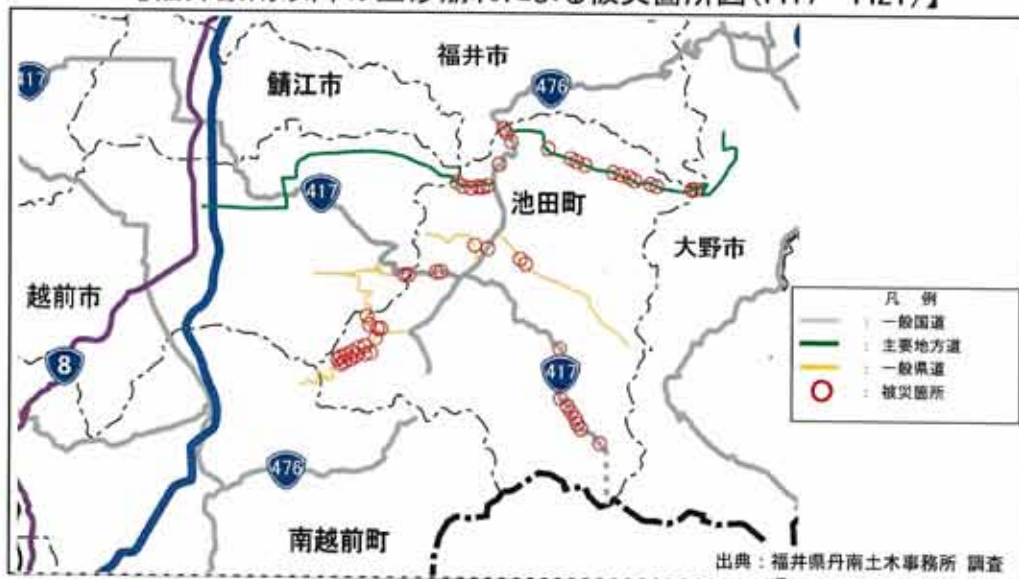 福井市
鯖江市
417
476
417
池田町
大野市
越前市
8
417
476
南越前町
凡 例
: 一般国道
: 主要地方道
: 一般県道
: 被災箇所
出典:福井県丹南土木事務所 調査